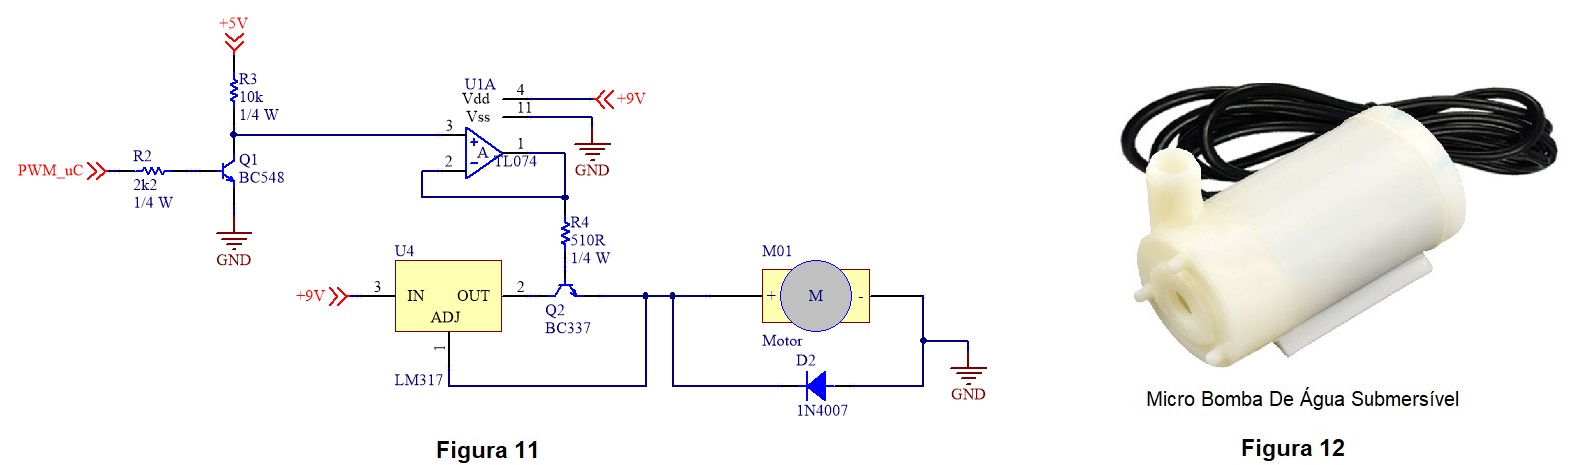 +5V
R3
10k
1/4 W
PWM_uC
R2
2k2
1/4 W
Q1
BC548
GND
U1A
Vdd
4
+9V
Vss
11
GND
3
+
2
-
A
1
TL074
R4
510R
1/4 W
U4
+9V
3
IN
OUT
2
ADJ
1
LM317
Q2
BC337
M01
+
M
-
Motor
D2
1N4007
GND
Figura 11
Micro Bomba De Água Submersível
Figura 12